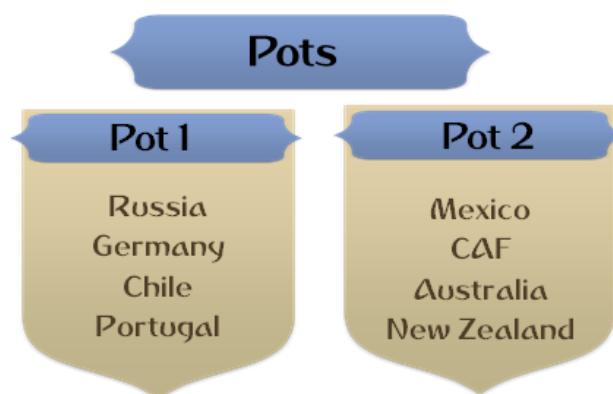 Pots
Pot 1
Russia
Germany
Chile
Portugal
Pot 2
Mexico
CAF
Australia
New Zealand